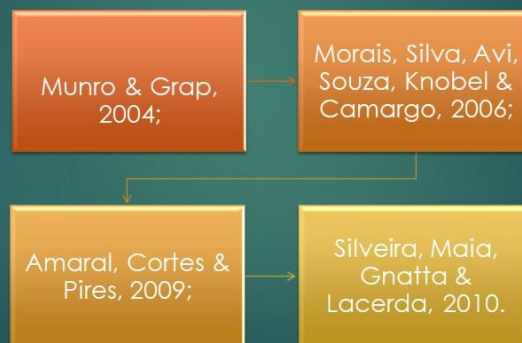 Munro & Grap,
2004;
Morais, Silva, Avi,
Souza, Knobel &
Camargo, 2006;
Amaral, Cortes &
Pires, 2009;
Silveira, Maia,
Gnatta &
Lacerda, 2010.